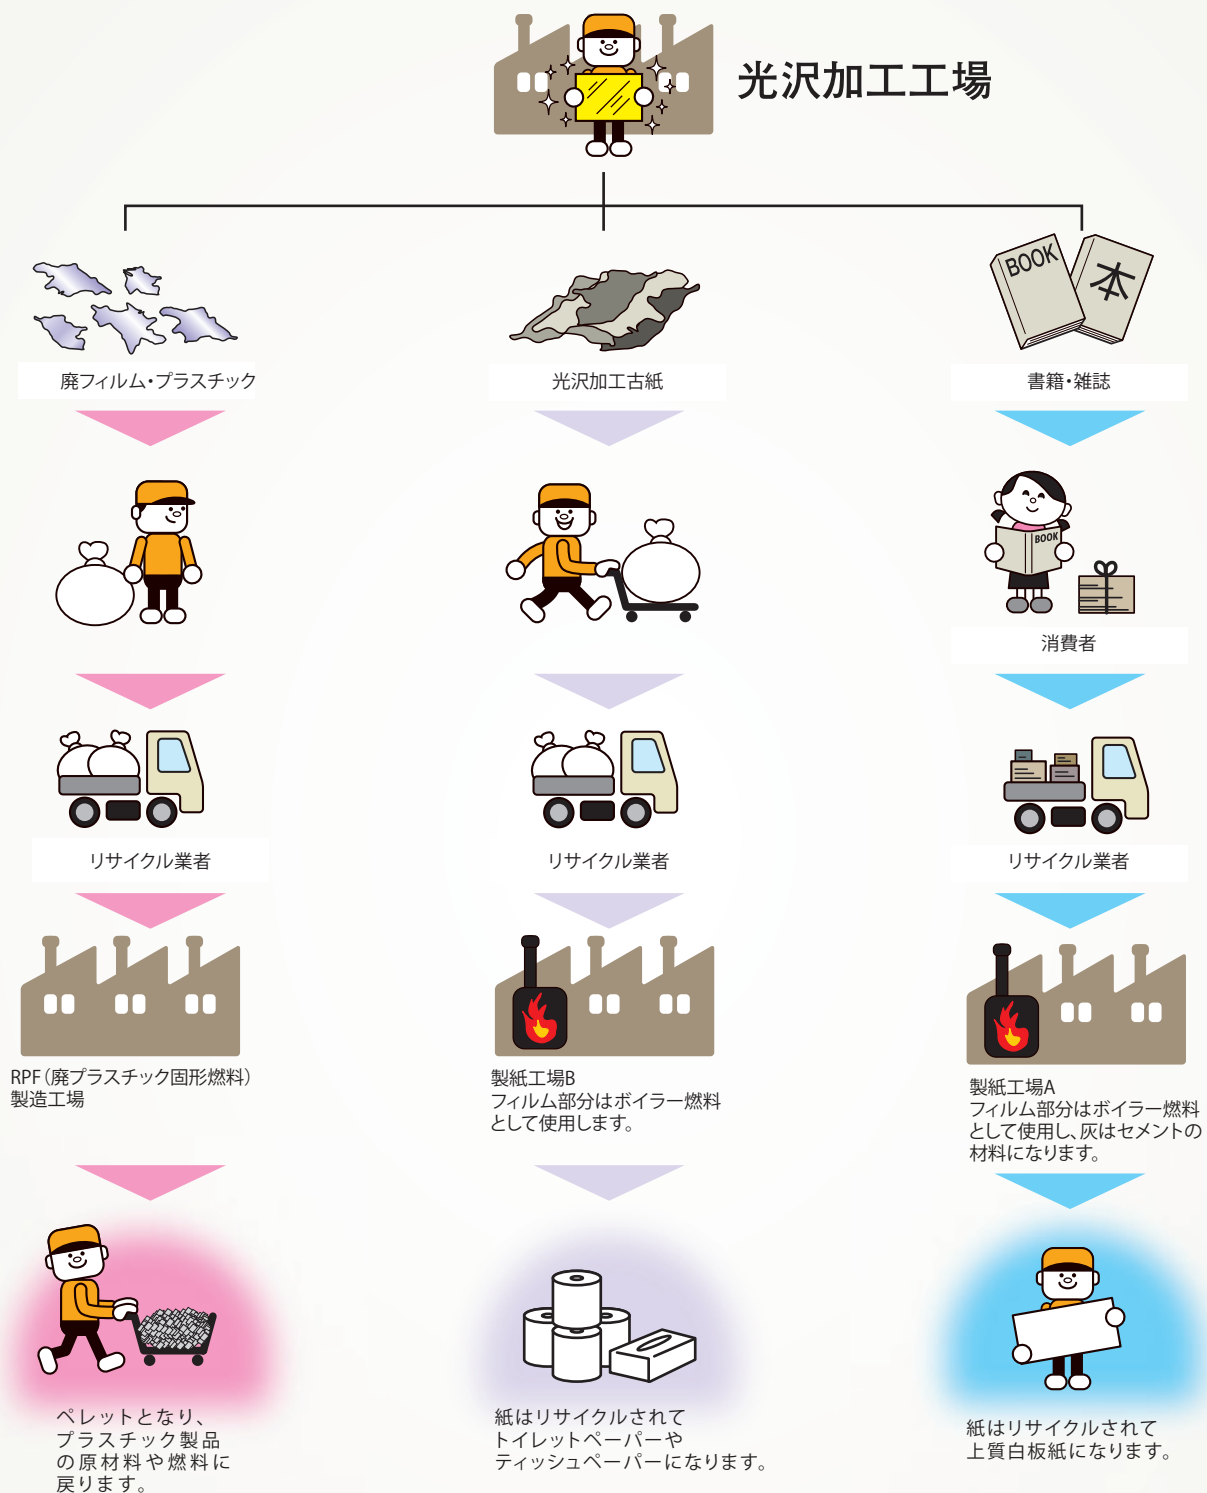 光沢加工工場
BOOK
本
廃フィルム・プラスチック
光沢加工古紙
書籍・雑誌
BOOK
消費者
リサイクル業者
リサイクル業者
リサイクル業者
RPF（廃プラスチック固形燃料）
製造工場
製紙工場B
フィルム部分はボイラー燃料
として使用します。
製紙工場A
フィルム部分はボイラー燃料
として使用し、灰はセメントの
材料になります。
ペレットとなり、
プラスチック製品
の原材料や燃料に
戻ります。
紙はリサイクルされて
トイレットペーパーや
ティッシュペーパーになります。
紙はリサイクルされて
上質白板紙になります。